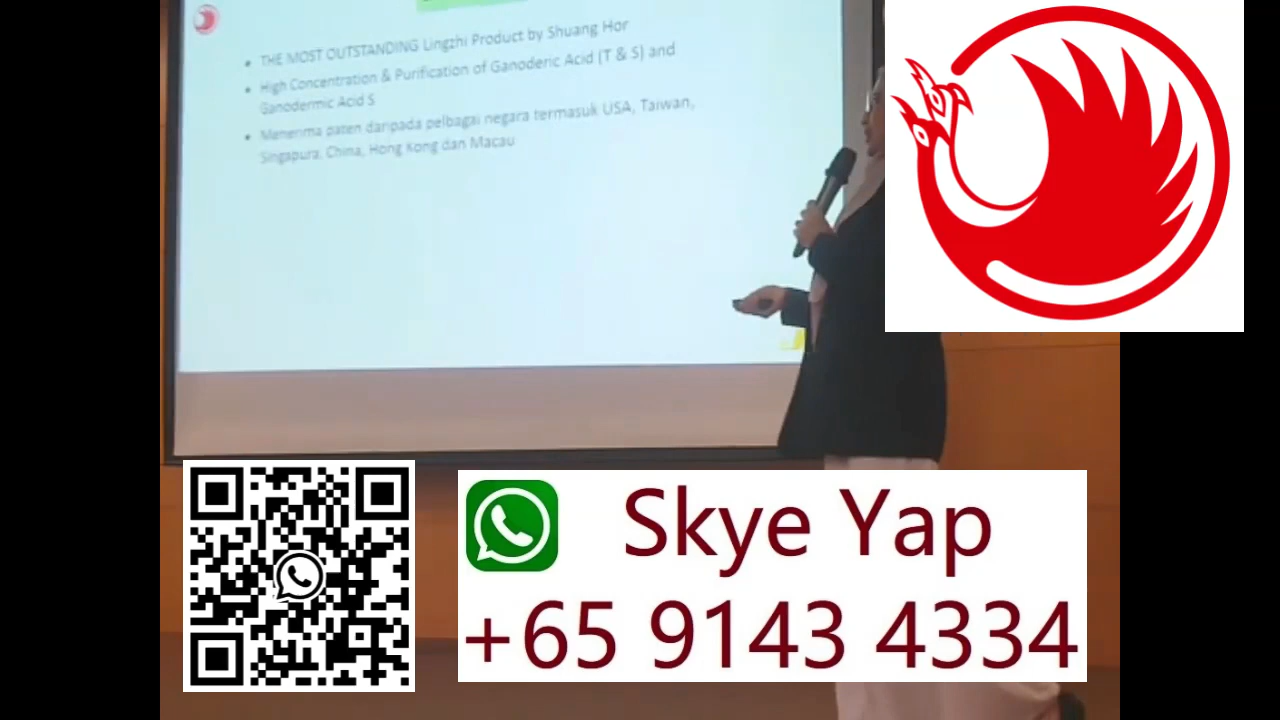 • THE MOST OUTSTANDING Lingzhi Product by Shuang Hor
• High Concentration & Purification of Ganoderic Acid (T & S) and
Ganodermic Acid S
• Menerima paten daripada pelbagai negara termasuk USA, Taiwan,
Singapura, China, Hong Kong dan Macau
Skye Yap
+65 9143 4334